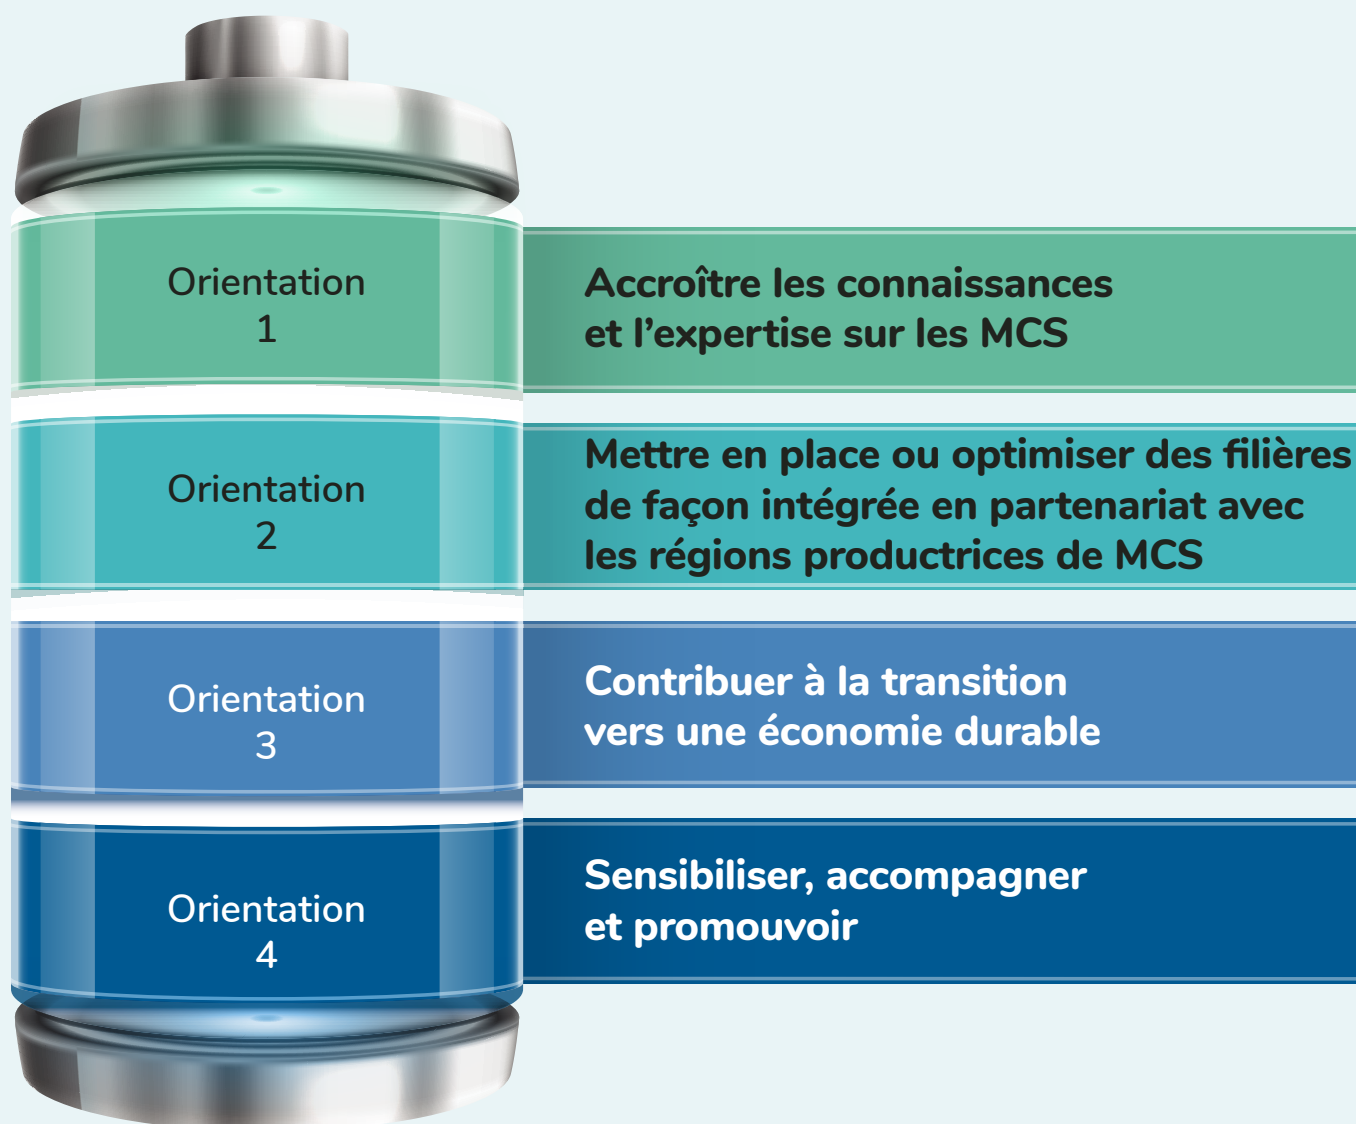 Orientation
1
Accroître les connaissances
et l’expertise sur les MCS
Orientation
2
Mettre en place ou optimiser des filières
de façon intégrée en partenariat avec
les régions productrices de MCS
Orientation
3
Contribuer à la transition
vers une économie durable
Orientation
4
Sensibiliser, accompagner
et promouvoir